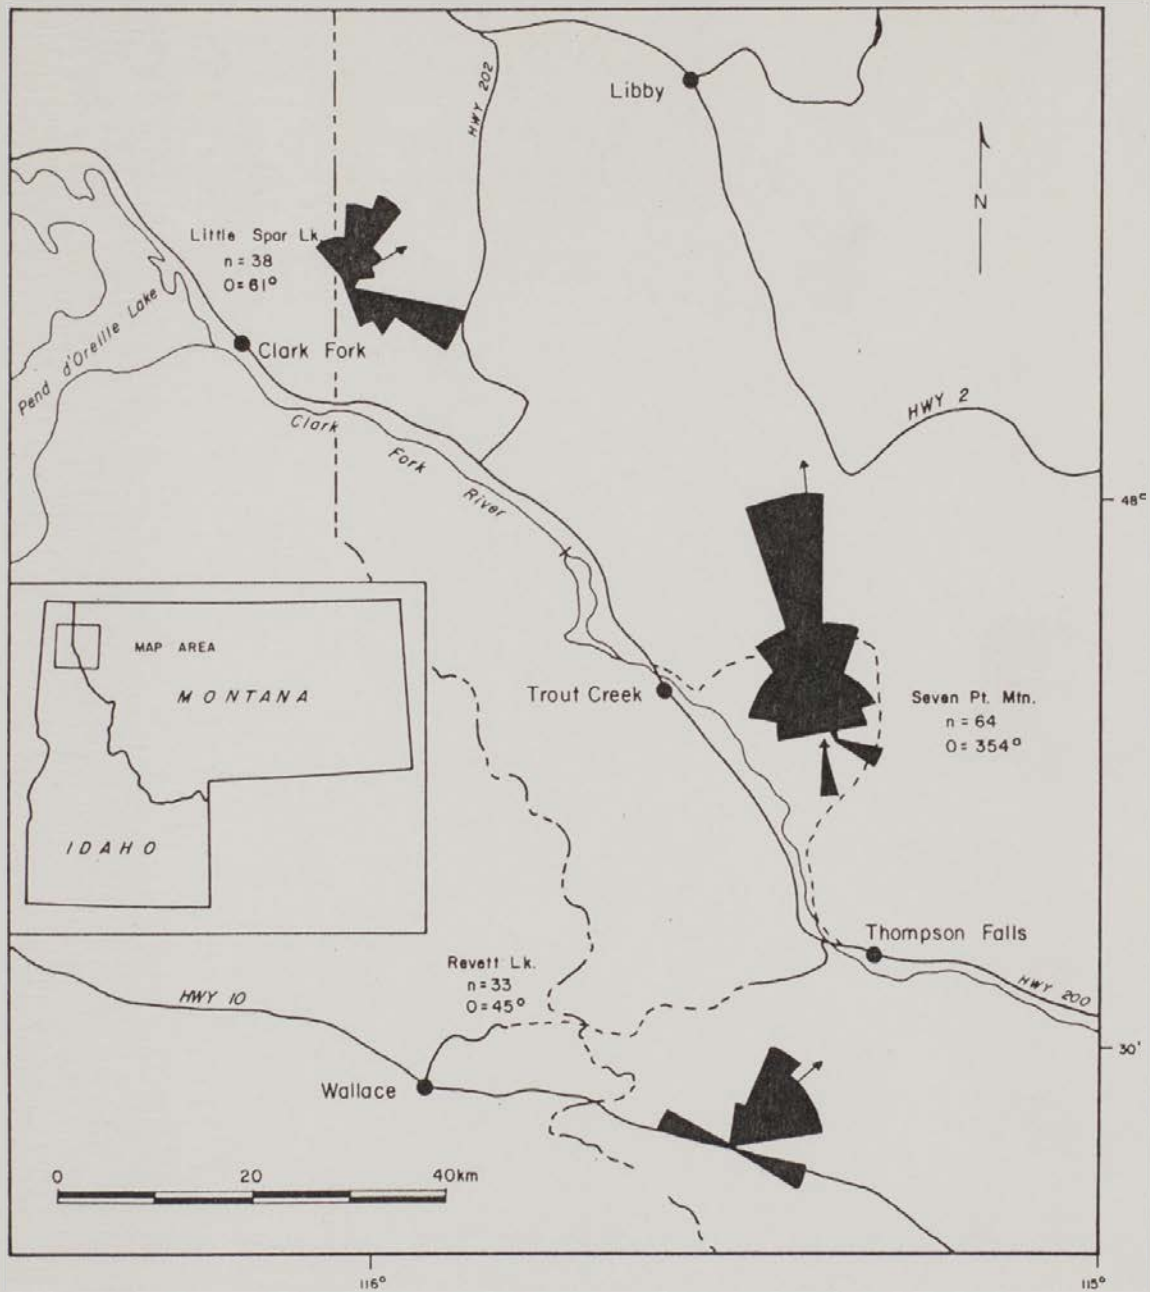 HWY 202
Libby
N
Little Spar Lk.
n = 38
O = 61°
Pend d'Oreille Lake
Clark Fork
Clark
Fork
River
HWY 2
48°
MAP AREA
MONTANA
IDAHO
Trout Creek
Seven Pt. Mtn.
n = 64
O = 354°
Thompson Falls
HWY 200
Revett Lk.
n = 33
O = 45°
HWY 10
30'
Wallace
0 20 40km
116° 115°